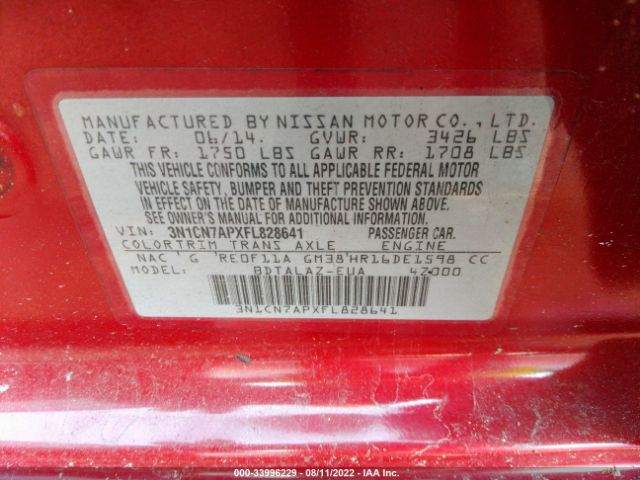 MANUFACTURED BY NISSAN MOTOR CO., LTD.
DATE: 06/14. GVWR: 3426 LBS
GAWR FR: 1750 LBS GAWR RR: 1708 LBS
THIS VEHICLE CONFORMS TO ALL APPLICABLE FEDERAL MOTOR
VEHICLE SAFETY, BUMPER AND THEFT PREVENTION STANDARDS
IN EFFECT ON THE DATE OF MANUFACTURE SHOWN ABOVE.
SEE OWNER'S MANUAL FOR ADDITIONAL INFORMATION.
VIN: 3N1CN7APXFL828641 PASSENGER CAR.
COLOR TRIM TRANS AXLE ENGINE
NAC G RE0F11A GM38 HR16DE1598 CC
MODEL: BDTALAZ-EUA 4Z000
3N1CN7APXFL828641
000-33996229 - 08/11/2022 - IAA Inc.